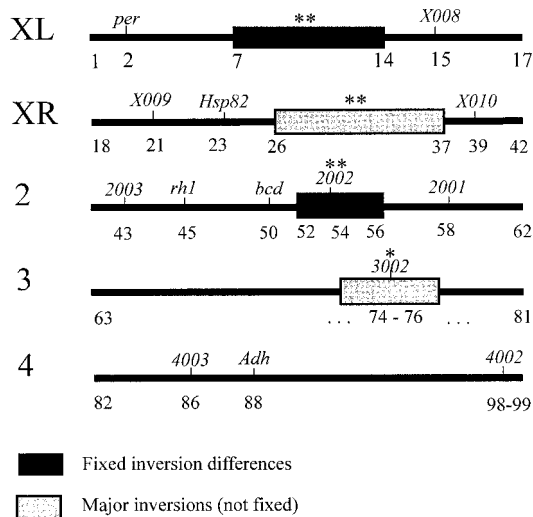 XL per ** X008
1 2 7 14 15 17
XR X009 Hsp82 ** X010
18 21 23 26 37 39 42
**
2 2003 rh1 bcd 2002 2001
43 45 50 52 54 56 58 62
*
3 3002
63 . . . 74 - 76 . . . 81
4 4003 Adh 4002
82 86 88 98-99
Fixed inversion differences
Major inversions (not fixed)